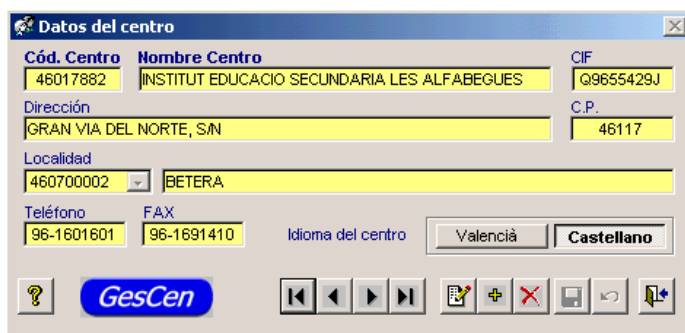 Datos del centro
Cód. Centro Nombre Centro CIF
46017882 INSTITUT EDUCACIO SECUNDARIA LES ALFABEGUES Q9655429J
Dirección C.P.
GRAN VIA DEL NORTE, S/N 46117
Localidad
460700002 BETERA
Teléfono FAX
96-1601601 96-1691410 Idioma del centro Valencià Castellano
GesCen